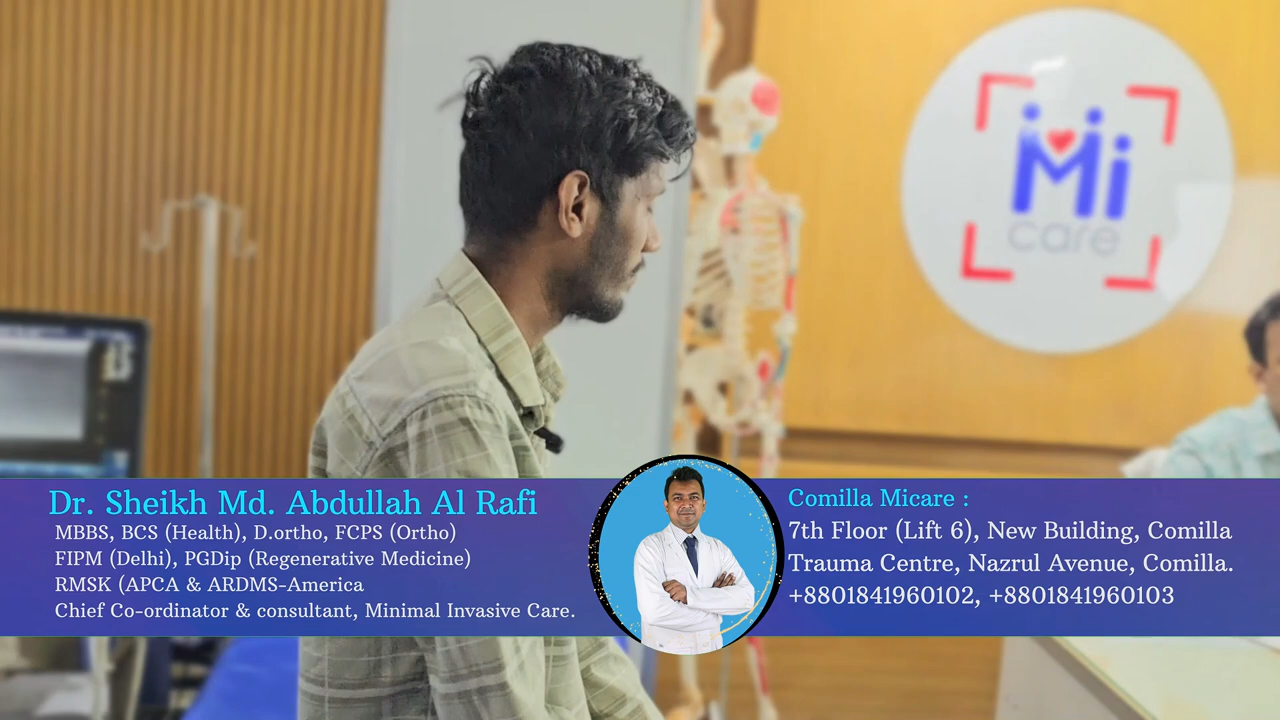 Mi
care
Dr. Sheikh Md. Abdullah Al Rafi
MBBS, BCS (Health), D.ortho, FCPS (Ortho)
FIPM (Delhi), PGDip (Regenerative Medicine)
RMSK (APCA & ARDMS-America
Chief Co-ordinator & consultant, Minimal Invasive Care.
Comilla Micare :
7th Floor (Lift 6), New Building, Comilla
Trauma Centre, Nazrul Avenue, Comilla.
+8801841960102, +8801841960103